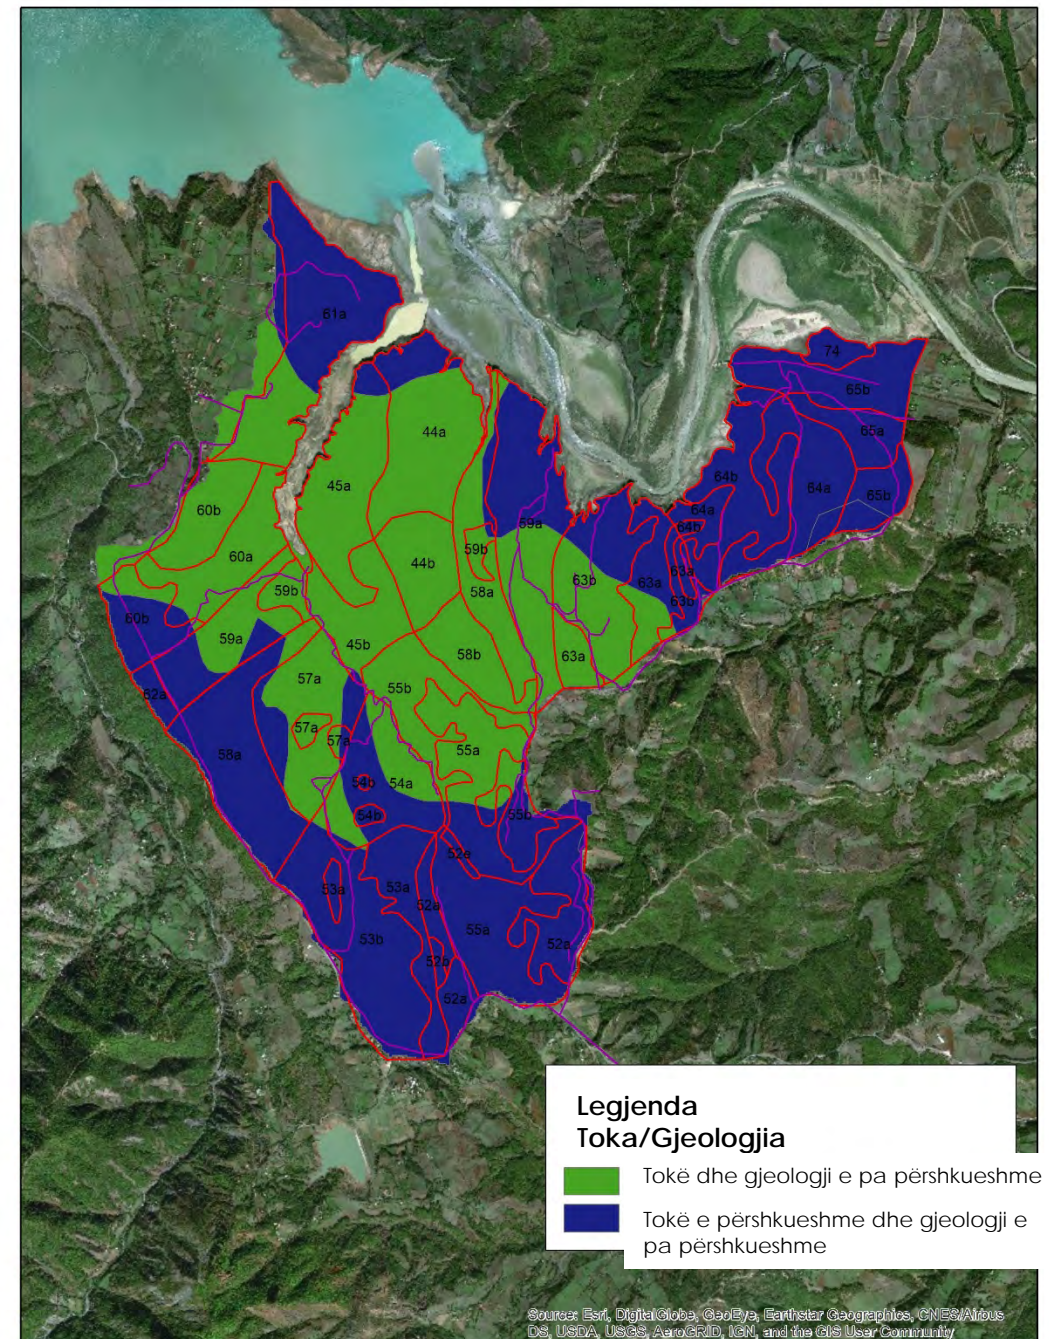 61a
74
65b
44a
65a
64b
45a
64a
65b
60b
64a
59a
64b
59b
60a
44b
63a
63b
63a
59b
58a
63b
60b
59a
45b
58b
63a
57a
55b
62a
57a
57a
55a
58a
54b
54a
54b
55b
52e
53a
53a
52a
55a
53b
52a
52b
52a
Legjenda
Toka/Gjeologjia
Tokë dhe gjeologji e pa përshkueshme
Tokë e përshkueshme dhe gjeologji e
pa përshkueshme
Source: Esri, DigitalGlobe, GeoEye, Earthstar Geographics, CNES/Airbus
DS, USDA, USGS, AeroGRID, IGN, and the GIS User Community